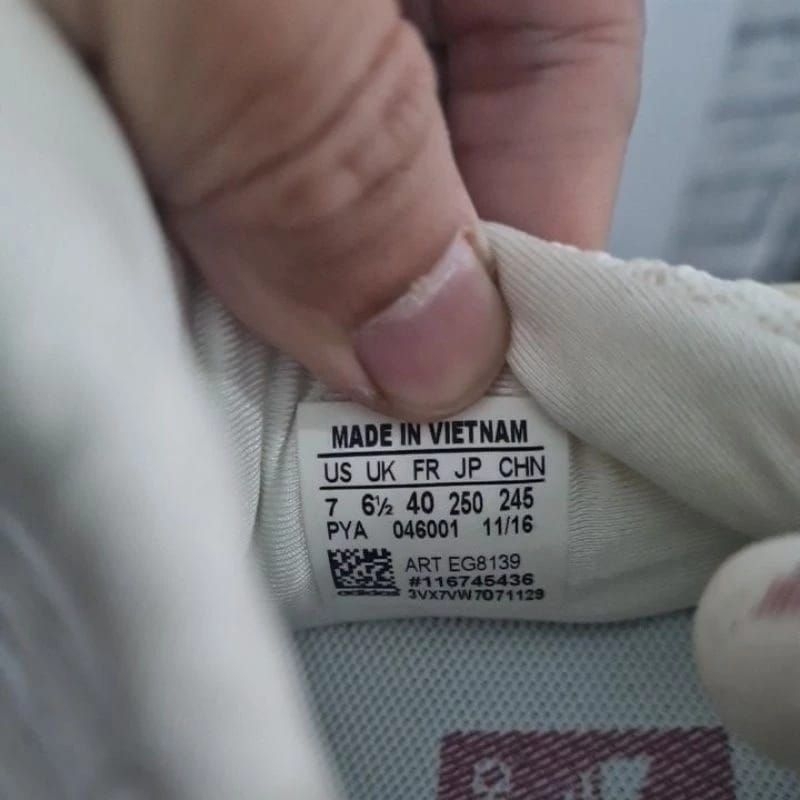 MADE IN VIETNAM
US UK FR JP CHN
7 6½ 40 250 245
PYA 046001 11/16
ART EG8139
#116745436
adidas 3VX7VW7071129